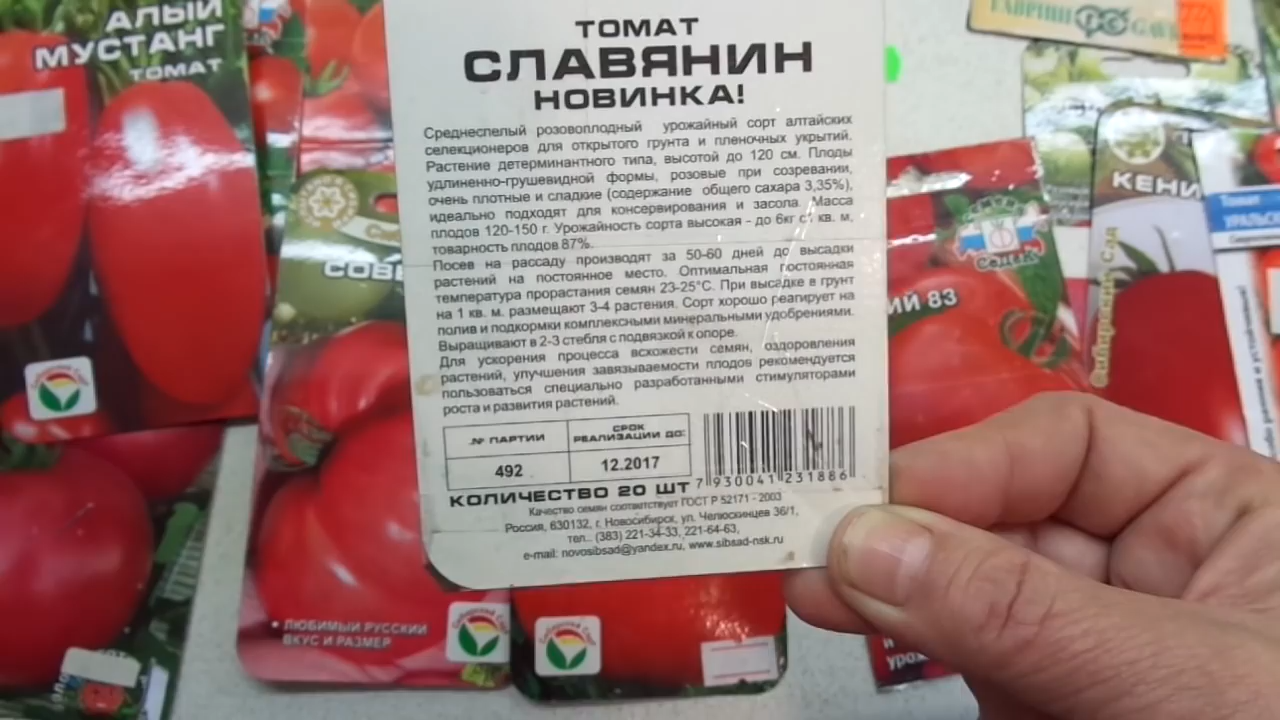 АЛЫЙ
МУСТАНГ
ТОМАТ
ТОМАТ
СЛАВЯНИН
НОВИНКА!
Среднеспелый розовоплодный урожайный сорт алтайских
селекционеров для открытого грунта и пленочных укрытий.
Растение детерминантного типа, высотой до 120 см. Плоды
удлиненно-грушевидной формы, розовые при созревании,
очень плотные и сладкие (содержание общего сахара 3,35%),
идеально подходят для консервирования и засола. Масса
плодов 120-150 г. Урожайность сорта высокая - до 6кг с 1 кв. м,
товарность плодов 87%.
Посев на рассаду производят за 50-60 дней до высадки
растений на постоянное место. Оптимальная постоянная
температура прорастания семян 23-25°С. При высадке в грунт
на 1 кв. м. размещают 3-4 растения. Сорт хорошо реагирует на
полив и подкормки комплексными минеральными удобрениями.
Выращивают в 2-3 стебля с подвязкой к опоре.
Для ускорения процесса всхожести семян, оздоровления
растений, улучшения завязываемости плодов рекомендуется
пользоваться специально разработанными стимуляторами
роста и развития растений.
№ ПАРТИИ
СРОК
РЕАЛИЗАЦИИ ДО:
492
12.2017
КОЛИЧЕСТВО 20 ШТ
7 930041 231886
Качество семян соответствует ГОСТ Р 52171 - 2003
Россия, 630132, г. Новосибирск, ул. Челюскинцев 36/1,
тел.. (383) 221-34-33, 221-64-63,
e-mail: novosibsad@yandex.ru, www.sibsad-nsk.ru
• ЛЮБИМЫЙ РУССКИЙ
ВКУС И РАЗМЕР
СОВ
СеДеК
ИЙ 83
КЕНИ
Сибирский Сад
Томат
УРАЛЬС
ГАВРИШ
и
урож